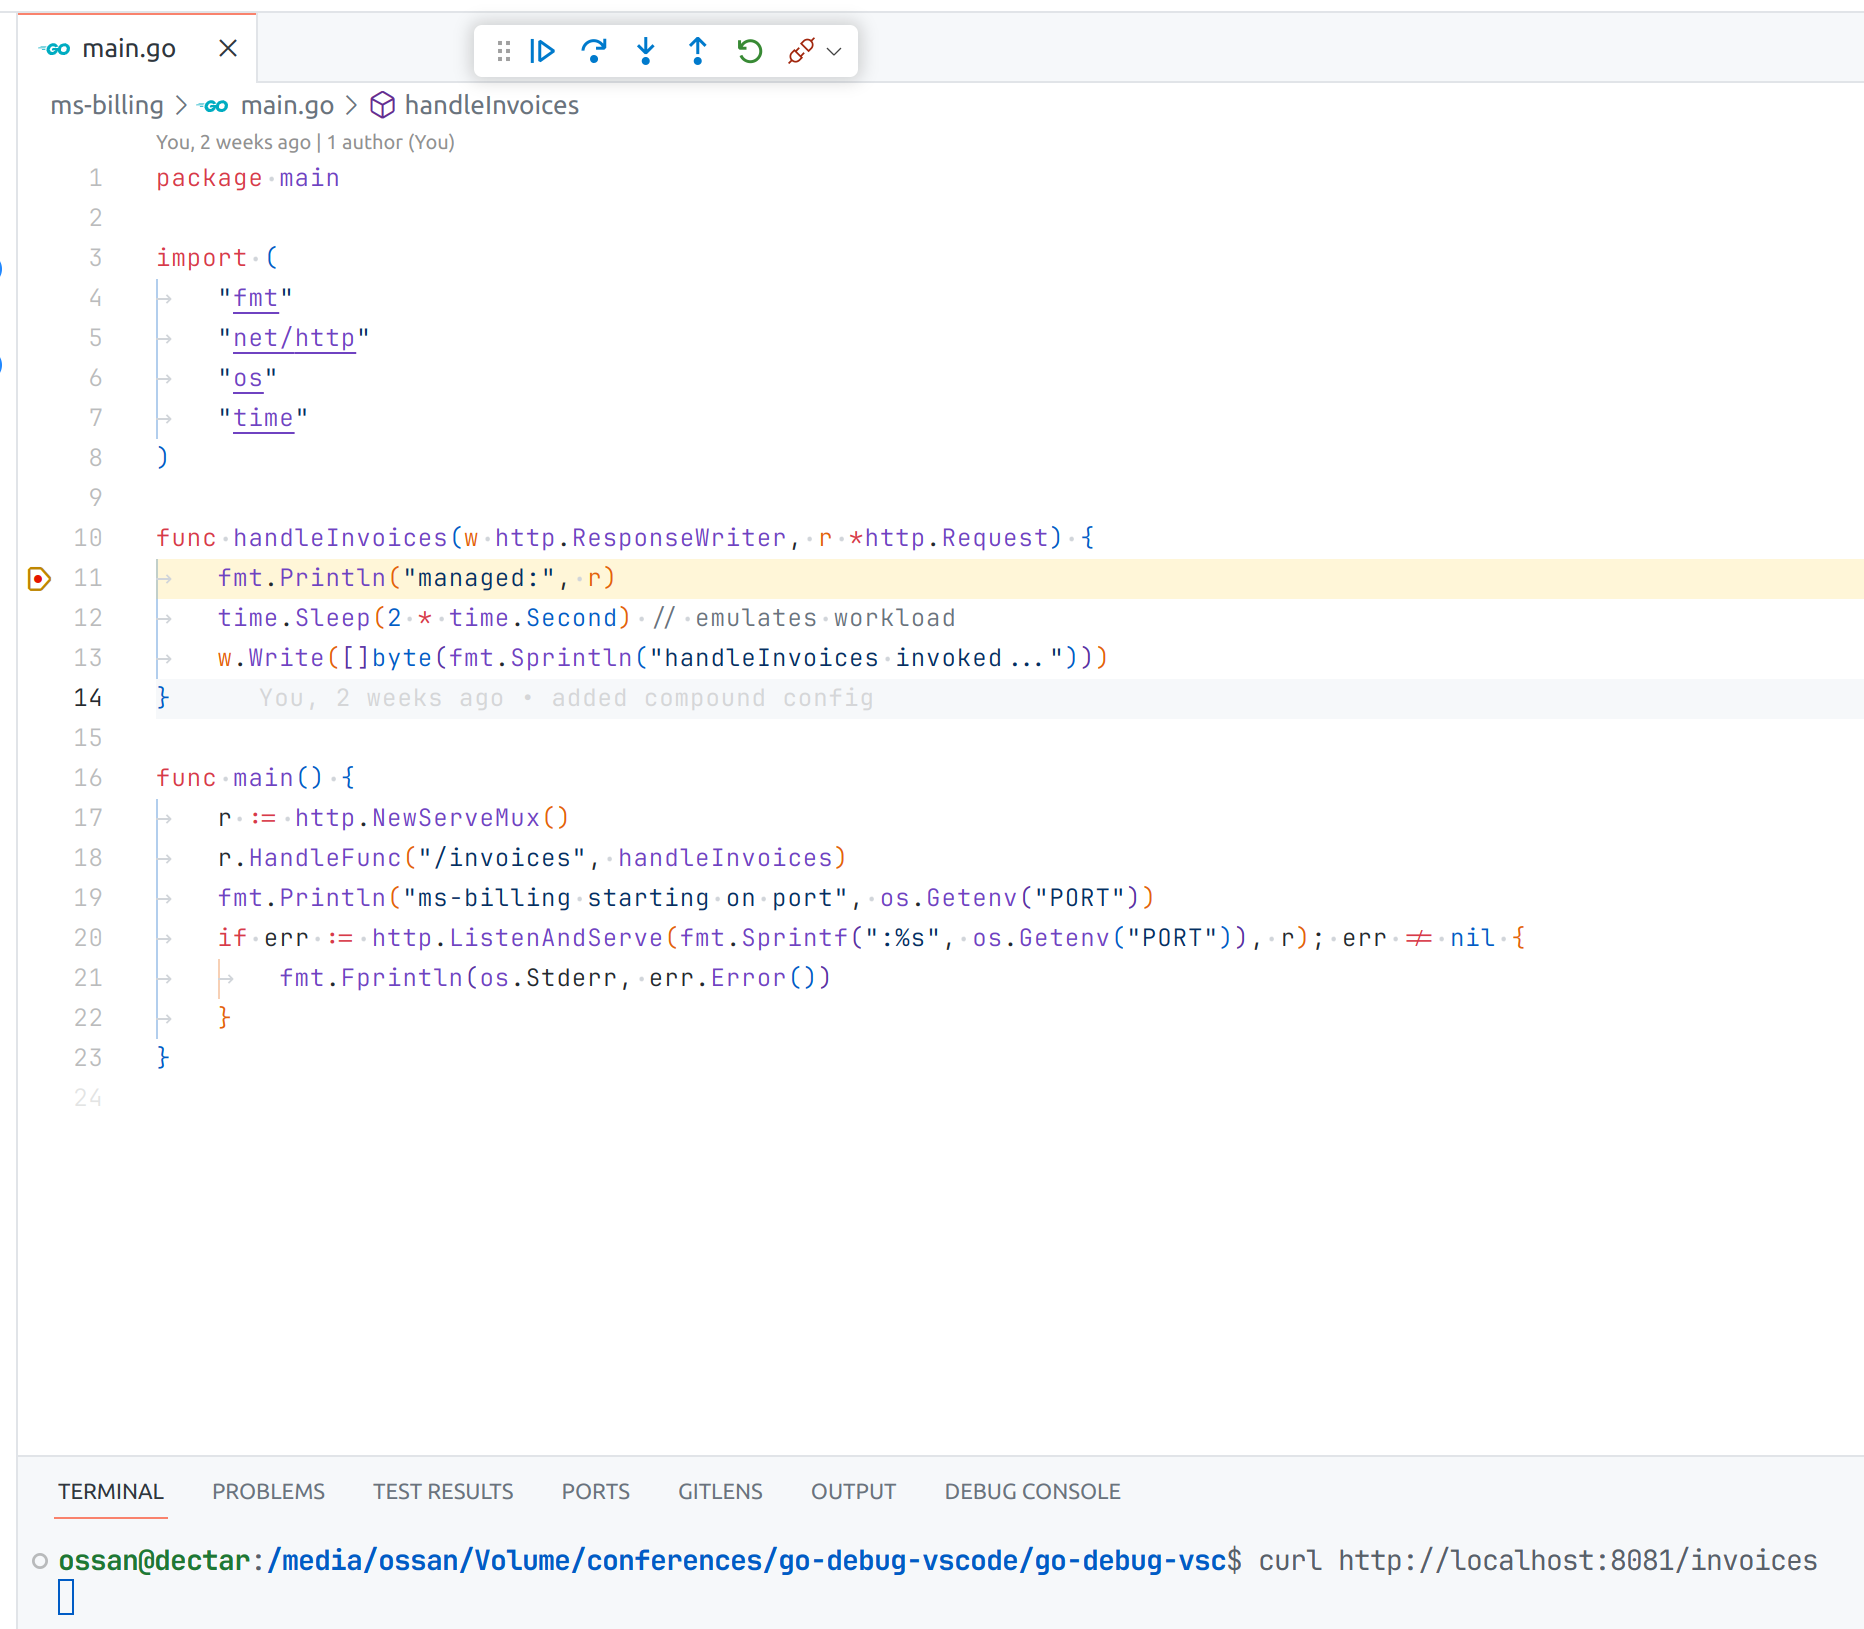 GO main.go
ms-billing > GO main.go > handleInvoices
You, 2 weeks ago | 1 author (You)
1 package main
2
3 import (
4 "fmt"
5 "net/http"
6 "os"
7 "time"
8 )
9
10 func handleInvoices(w http.ResponseWriter, r *http.Request) {
11 fmt.Println("managed:", r)
12 time.Sleep(2 * time.Second) // emulates workload
13 w.Write([]byte(fmt.Sprintln("handleInvoices invoked...")))
14 } You, 2 weeks ago • added compound config
15
16 func main() {
17 r := http.NewServeMux()
18 r.HandleFunc("/invoices", handleInvoices)
19 fmt.Println("ms-billing starting on port", os.Getenv("PORT"))
20 if err := http.ListenAndServe(fmt.Sprintf(":%s", os.Getenv("PORT")), r); err != nil {
21 fmt.Fprintln(os.Stderr, err.Error())
22 }
23 }
24
TERMINAL PROBLEMS TEST RESULTS PORTS GITLENS OUTPUT DEBUG CONSOLE
ossan@dectar:/media/ossan/Volume/conferences/go-debug-vscode/go-debug-vsc$ curl http://localhost:8081/invoices